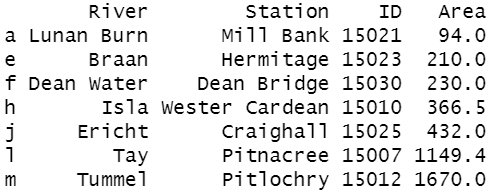 River Station ID Area
a Lunan Burn Mill Bank 15021 94.0
e Braan Hermitage 15023 210.0
f Dean Water Dean Bridge 15030 230.0
h Isla Wester Cardean 15010 366.5
j Ericht Craighall 15025 432.0
l Tay Pitnacree 15007 1149.4
m Tummel Pitlochry 15012 1670.0